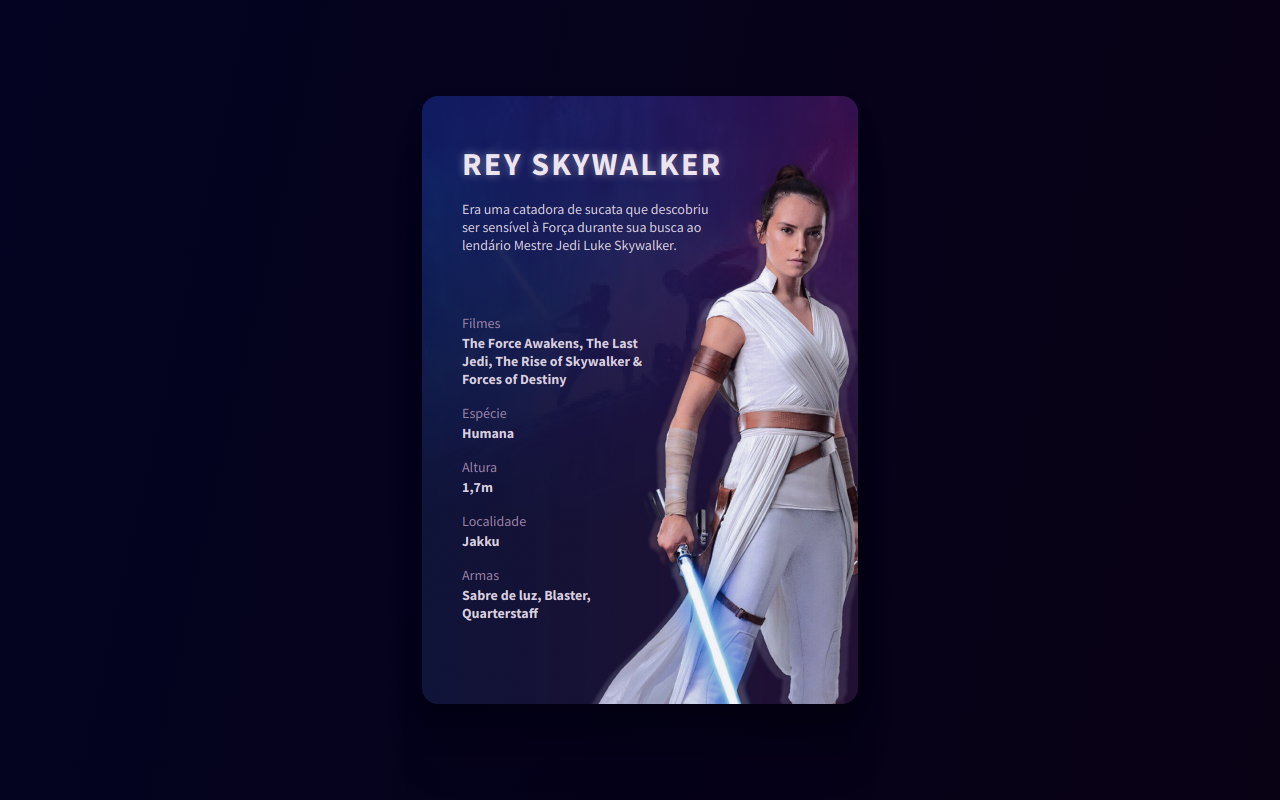 REY SKYWALKER
Era uma catadora de sucata que descobriu
ser sensível à Força durante sua busca ao
lendário Mestre Jedi Luke Skywalker.
Filmes
The Force Awakens, The Last
Jedi, The Rise of Skywalker &
Forces of Destiny
Espécie
Humana
Altura
1,7m
Localidade
Jakku
Armas
Sabre de luz, Blaster,
Quarterstaff